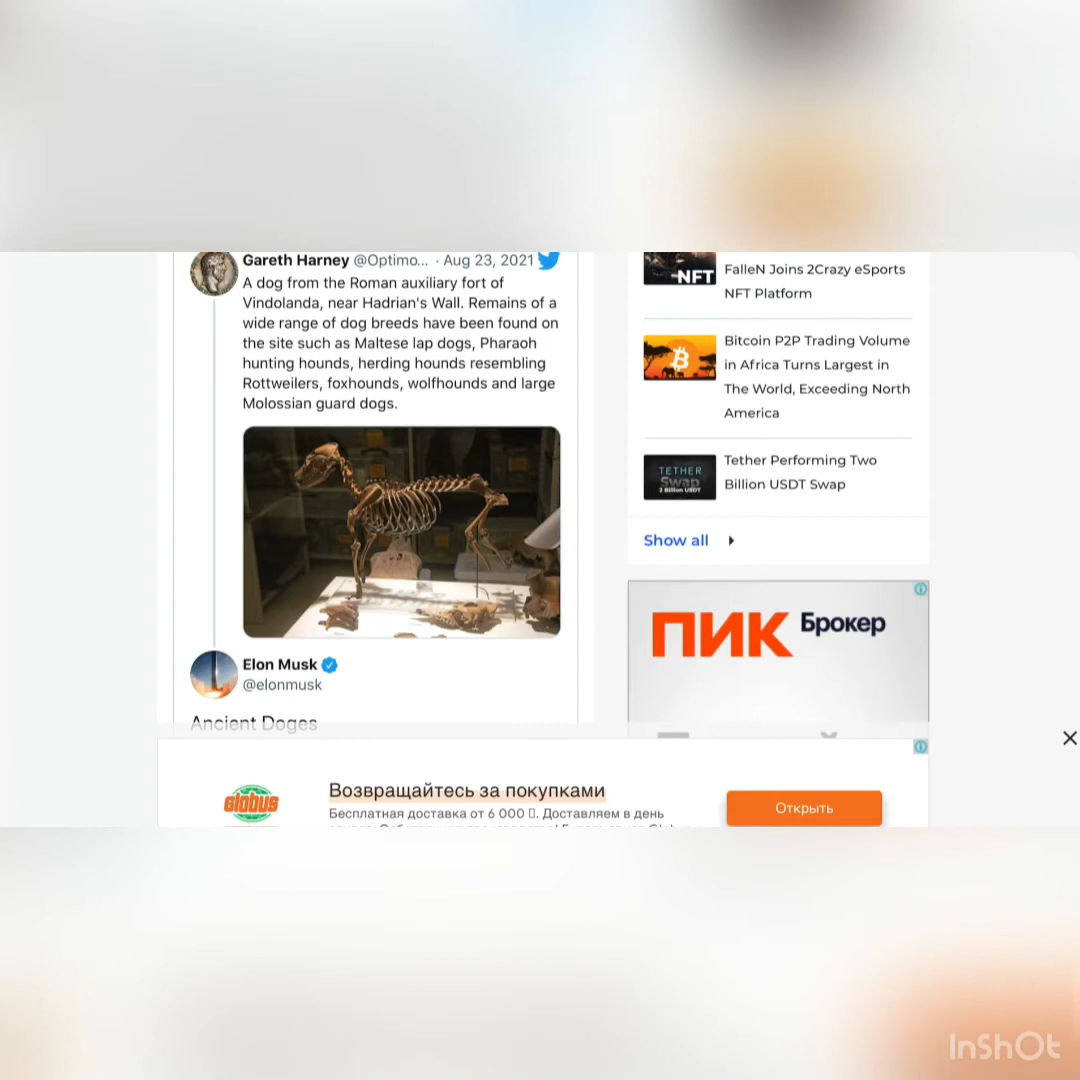 Gareth Harney @Optimo... · Aug 23, 2021
A dog from the Roman auxiliary fort of
Vindolanda, near Hadrian's Wall. Remains of a
wide range of dog breeds have been found on
the site such as Maltese lap dogs, Pharaoh
hunting hounds, herding hounds resembling
Rottweilers, foxhounds, wolfhounds and large
Molossian guard dogs.
Elon Musk
@elonmusk
Ancient Doges
NFT
FalleN Joins 2Crazy eSports
NFT Platform
Bitcoin P2P Trading Volume
in Africa Turns Largest in
The World, Exceeding North
America
TETHER
Swap
2 Billion USDT
Tether Performing Two
Billion USDT Swap
Show all
ПИК Брокер
globus
Возвращайтесь за покупками
Бесплатная доставка от 6 000 ▯. Доставляем в день
Открыть
InShOt